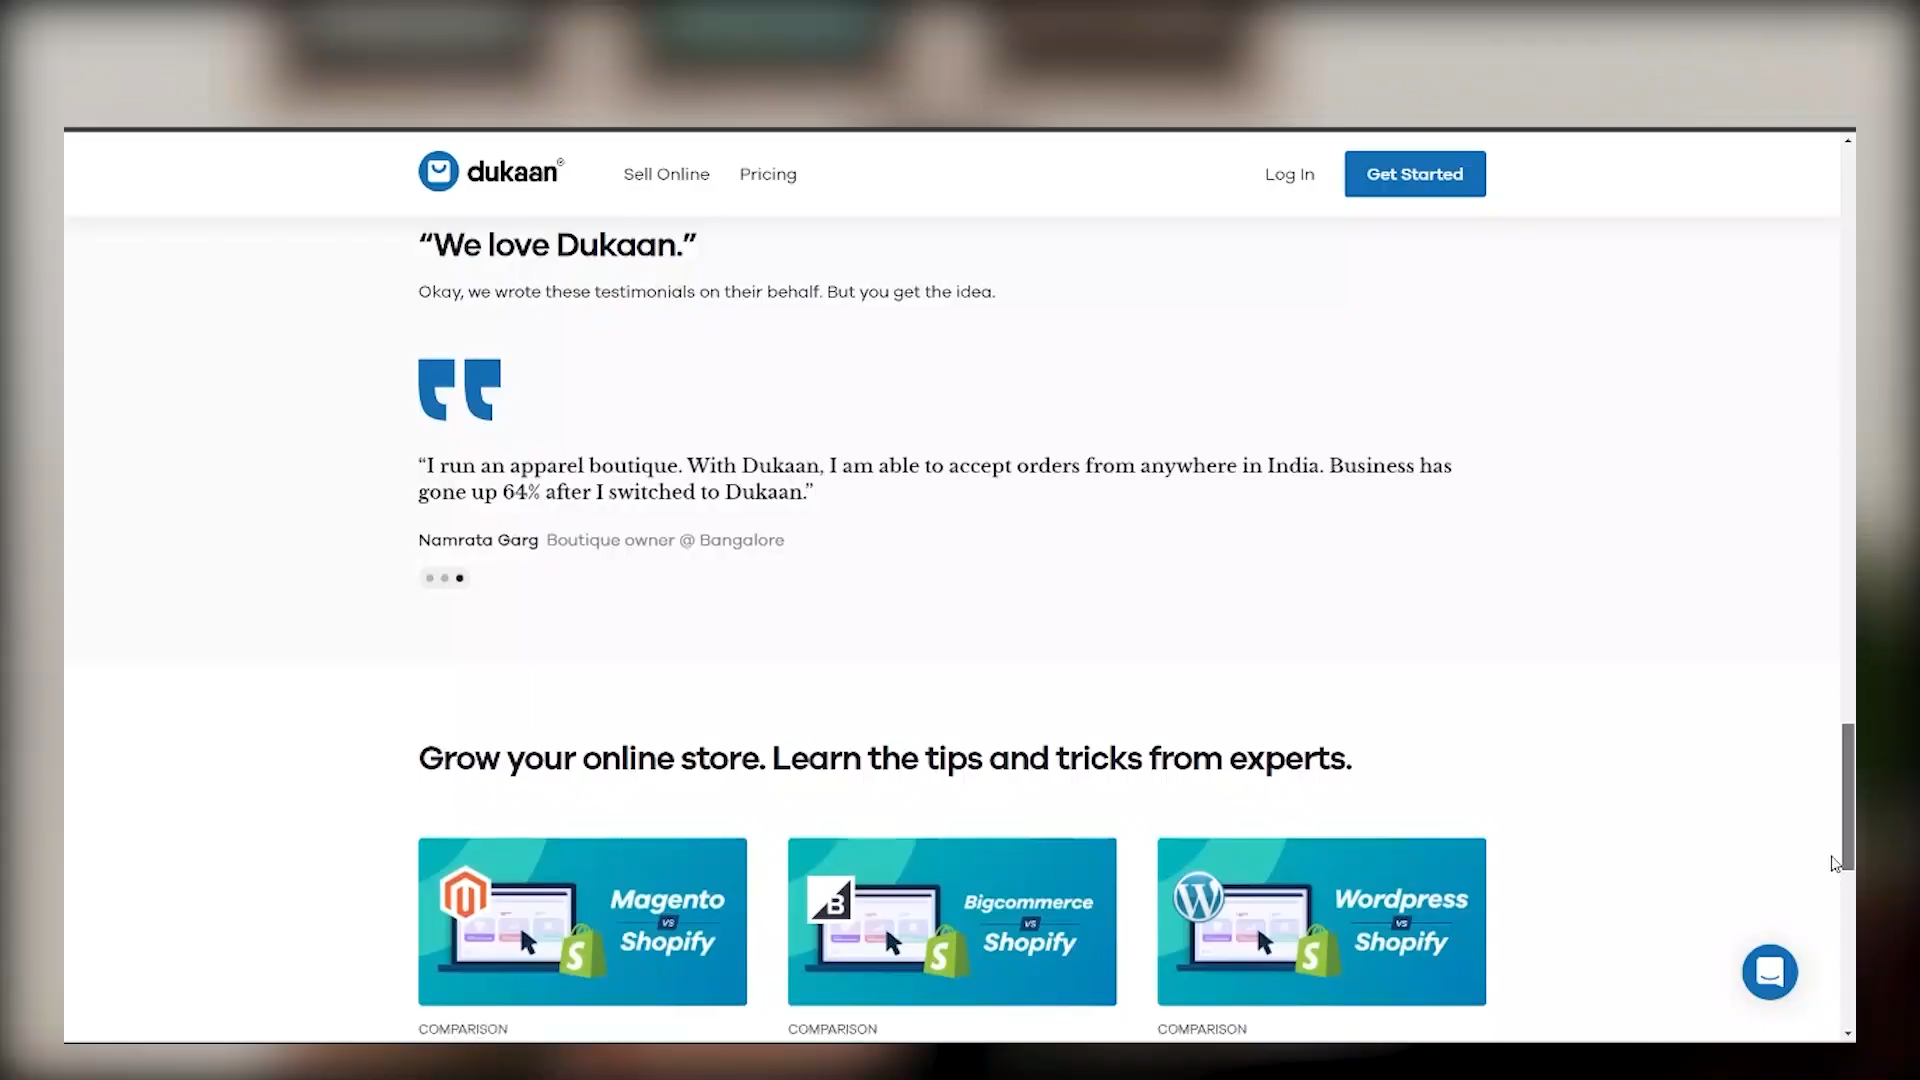 dukaan®
Sell Online
Pricing
Log In
Get Started
“We love Dukaan.”
Okay, we wrote these testimonials on their behalf. But you get the idea.
“I run an apparel boutique. With Dukaan, I am able to accept orders from anywhere in India. Business has
gone up 64% after I switched to Dukaan.”
Namrata Garg Boutique owner @ Bangalore
Grow your online store. Learn the tips and tricks from experts.
Magento
vs
Shopify
Bigcommerce
vs
Shopify
Wordpress
vs
Shopify
COMPARISON
COMPARISON
COMPARISON